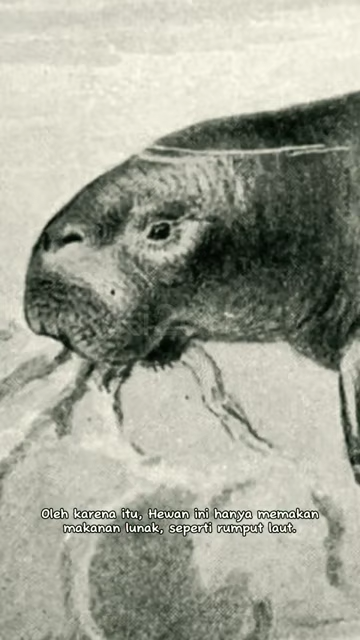 Oleh karena itu, Hewan ini hanya memakan
makanan lunak, seperti rumput laut.